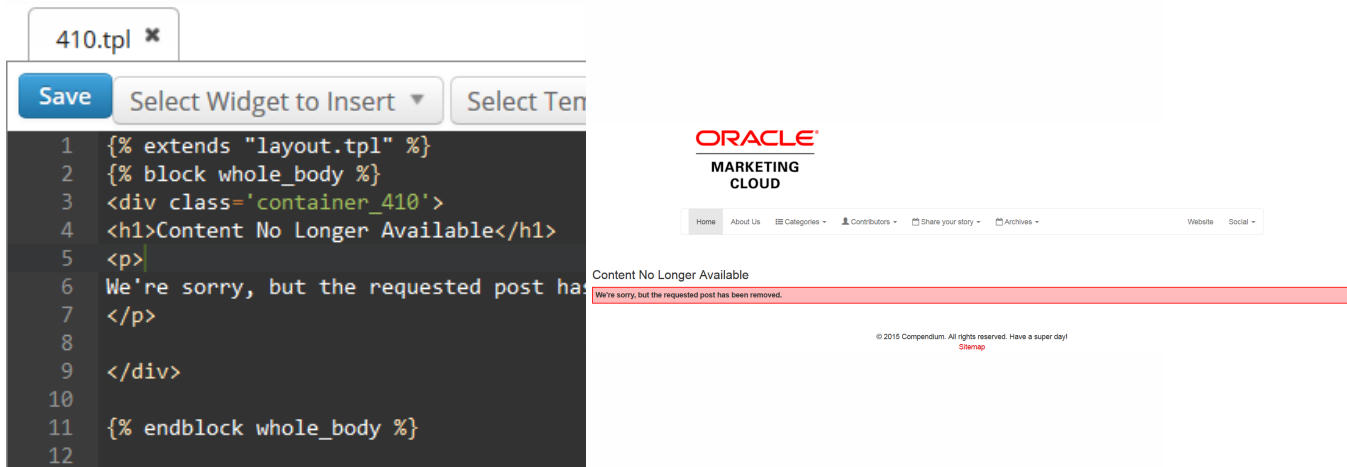 410.tpl ✖
Save Select Widget to Insert ▼ Select Tem
1 {% extends "layout.tpl" %}
2 {% block whole_body %}
3 <div class='container_410'>
4 <h1>Content No Longer Available</h1>
5 <p>
6 We're sorry, but the requested post has
7 </p>
8
9 </div>
10
11 {% endblock whole_body %}
12
ORACLE®
MARKETING
CLOUD
Home About Us Categories Contributors Share your story Archives Website Social
Content No Longer Available
We're sorry, but the requested post has been removed.
© 2015 Compendium. All rights reserved. Have a super day!
Sitemap